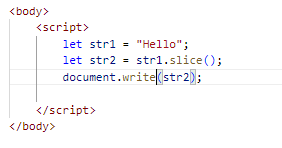 <body>
<script>
let str1 = "Hello";
let str2 = str1.slice();
document.write(str2);
</script>
</body>